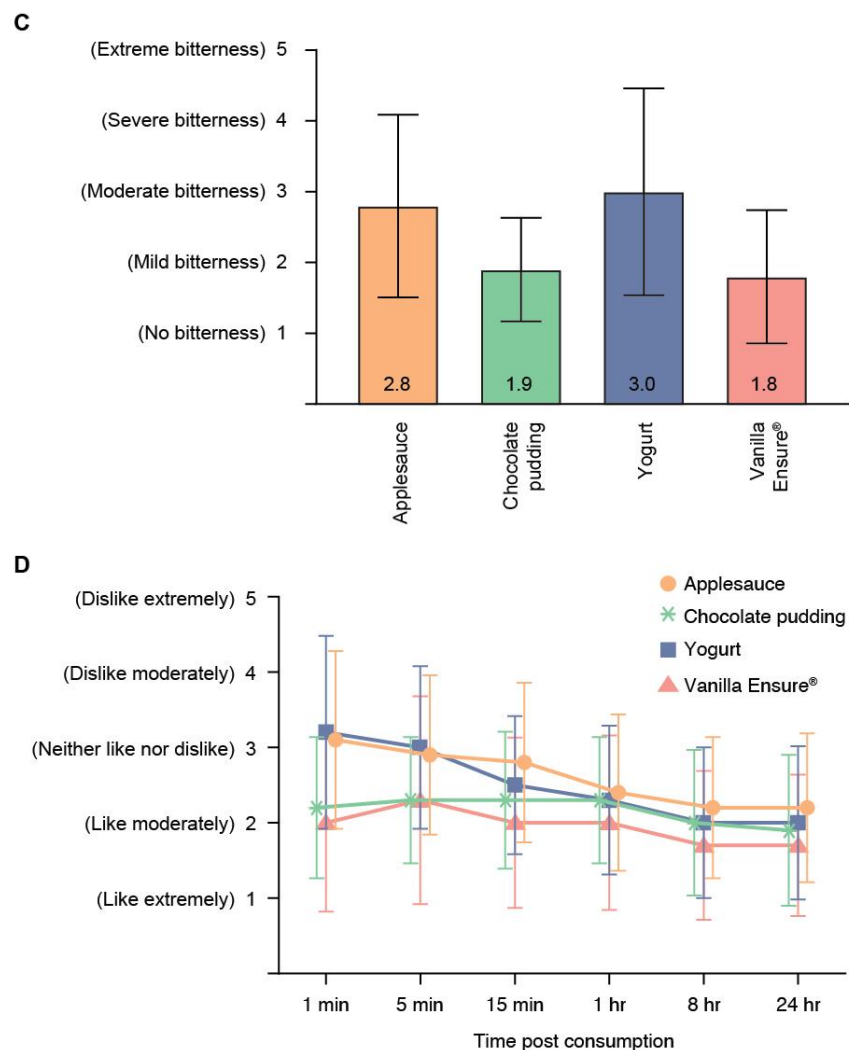 C
(Extreme bitterness) 5
(Severe bitterness) 4
(Moderate bitterness) 3
(Mild bitterness) 2
(No bitterness) 1
2.8
1.9
3.0
1.8
Applesauce
Chocolate
pudding
Yogurt
Vanilla
Ensure®
D
(Dislike extremely) 5
(Dislike moderately) 4
(Neither like nor dislike) 3
(Like moderately) 2
(Like extremely) 1
Applesauce
Chocolate pudding
Yogurt
Vanilla Ensure®
1 min
5 min
15 min
1 hr
8 hr
24 hr
Time post consumption